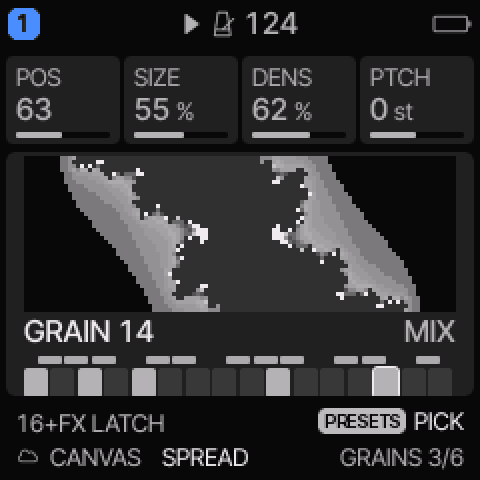 1 124
POS SIZE DENS PTCH
63 55 % 62 % 0 st
GRAIN 14 MIX
16+FX LATCH PRESETS PICK
CANVAS SPREAD GRAINS 3/6